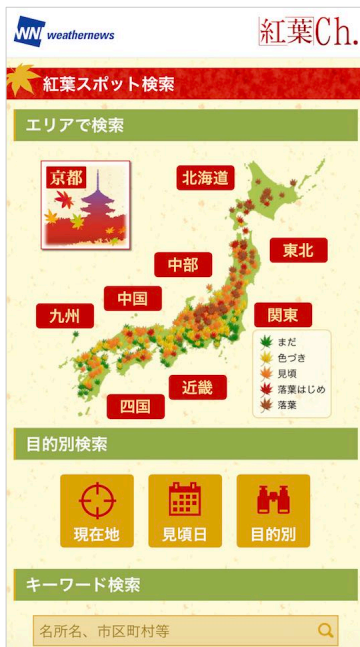 WN weathernews
紅葉Ch.
紅葉スポット検索
エリアで検索
京都
北海道
東北
中部
中国
九州
関東
近畿
四国
まだ
色づき
見頃
落葉はじめ
落葉
目的別検索
現在地
見頃日
目的別
キーワード検索
名所名、市区町村等